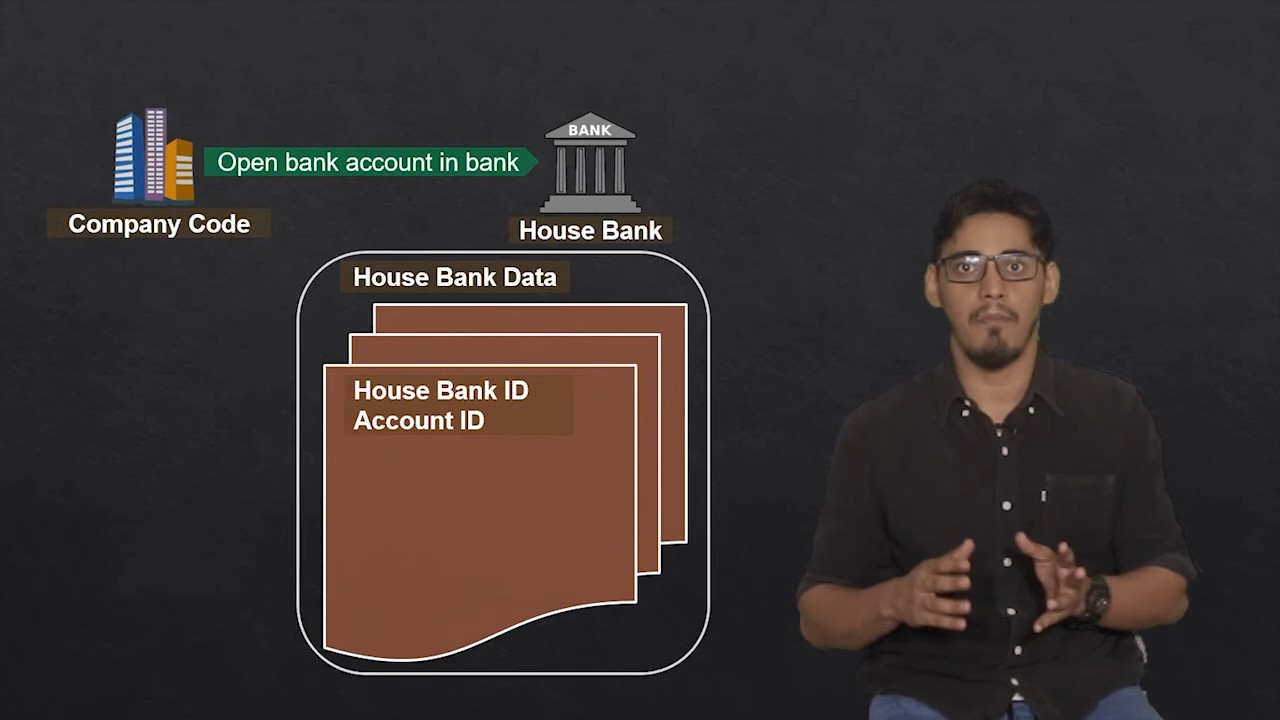 BANK
Open bank account in bank
Company Code
House Bank
House Bank Data
House Bank ID
Account ID